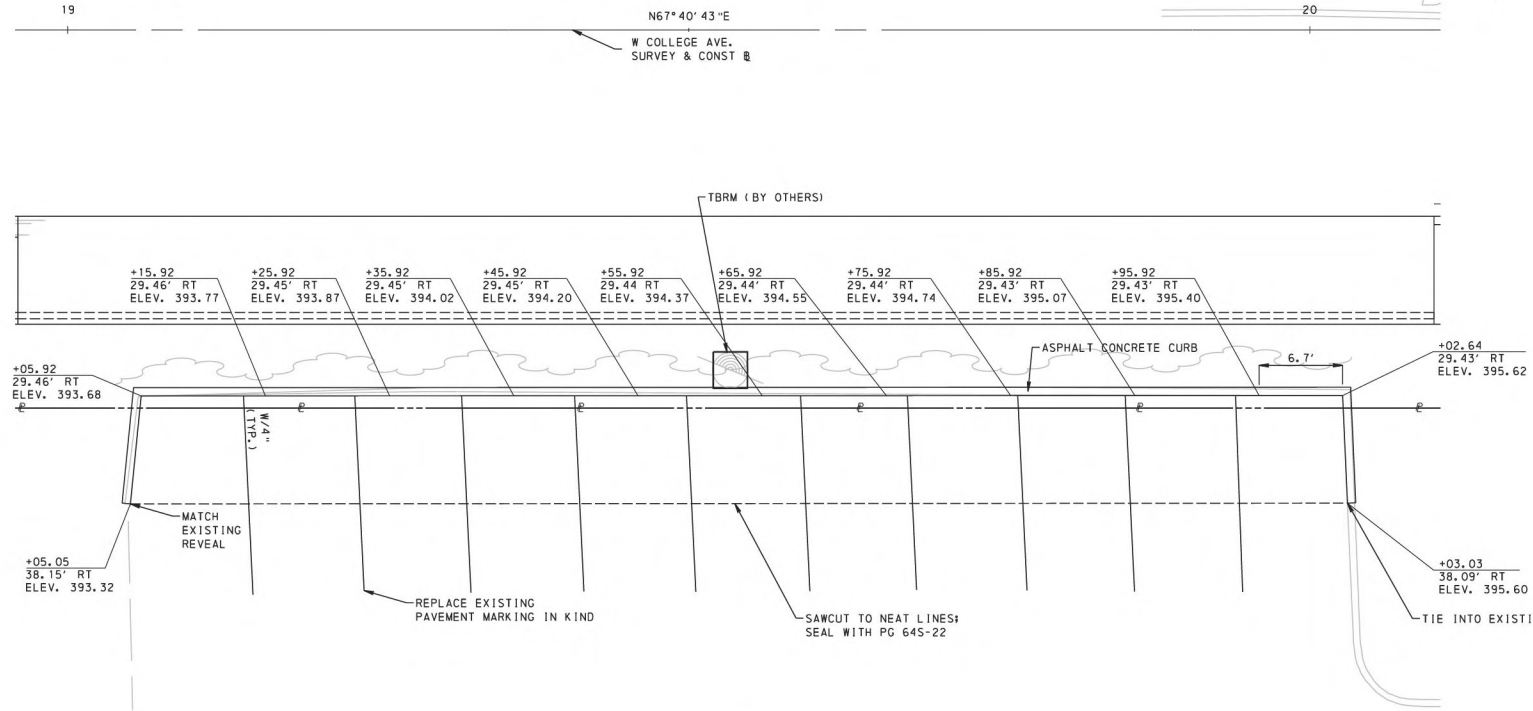 19
N67°40'43"E
20
W COLLEGE AVE.
SURVEY & CONST ⅊
TBRM (BY OTHERS)
+15.92
29.46' RT
ELEV. 393.77
+25.92
29.45' RT
ELEV. 393.87
+35.92
29.45' RT
ELEV. 394.02
+45.92
29.45' RT
ELEV. 394.20
+55.92
29.44 RT
ELEV. 394.37
+65.92
29.44' RT
ELEV. 394.55
+75.92
29.44' RT
ELEV. 394.74
+85.92
29.43' RT
ELEV. 395.07
+95.92
29.43' RT
ELEV. 395.40
ASPHALT CONCRETE CURB
6.7'
+02.64
29.43' RT
ELEV. 395.62
+05.92
29.46' RT
ELEV. 393.68
W/4"
(TYP.)
MATCH
EXISTING
REVEAL
+05.05
38.15' RT
ELEV. 393.32
REPLACE EXISTING
PAVEMENT MARKING IN KIND
SAWCUT TO NEAT LINES;
SEAL WITH PG 64S-22
+03.03
38.09' RT
ELEV. 395.60
TIE INTO EXISTI